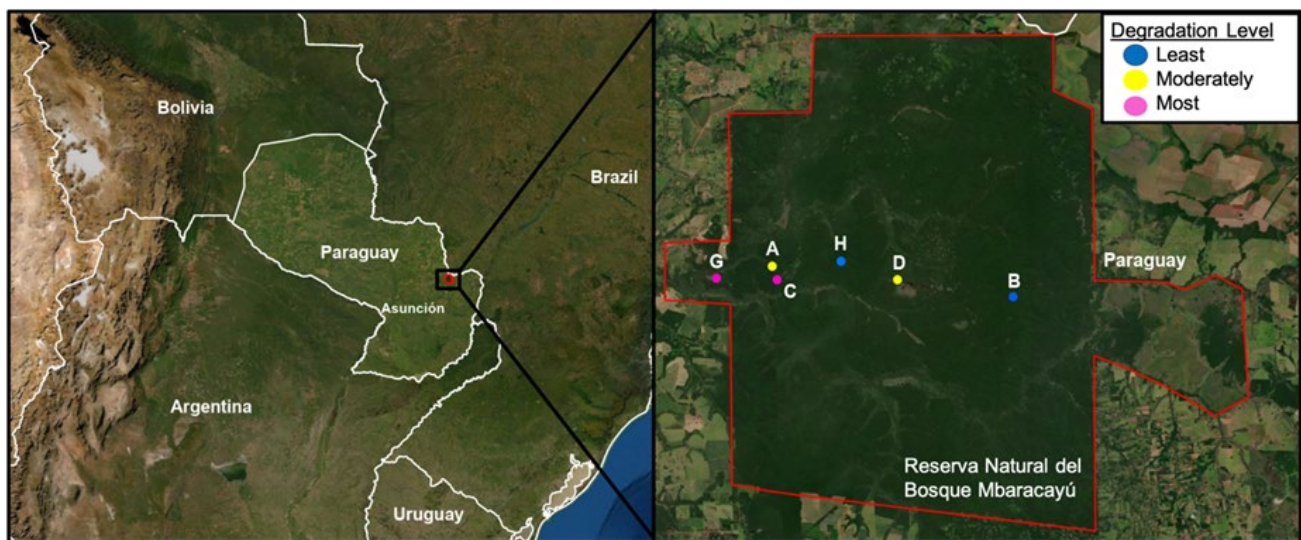 Bolivia
Brazil
Paraguay
Asunción
Argentina
Uruguay
Degradation Level
Least
Moderately
Most
G
A
C
H
D
B
Paraguay
Reserva Natural del
Bosque Mbaracayú